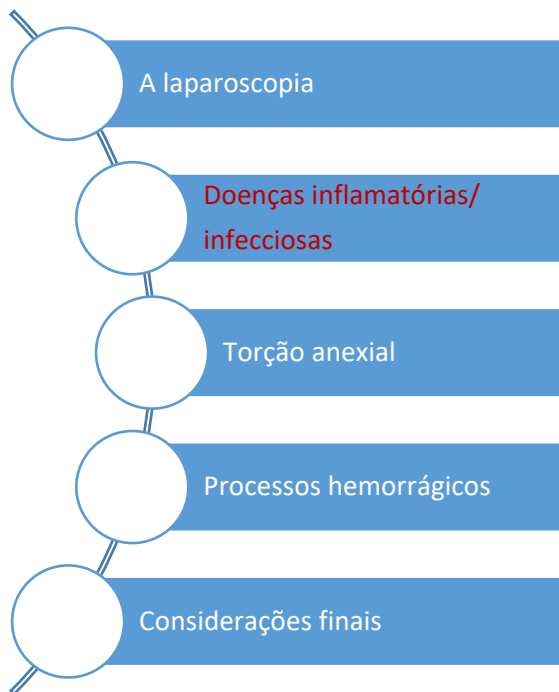 A laparoscopia
Doenças inflamatórias/
infecciosas
Torção anexial
Processos hemorrágicos
Considerações finais